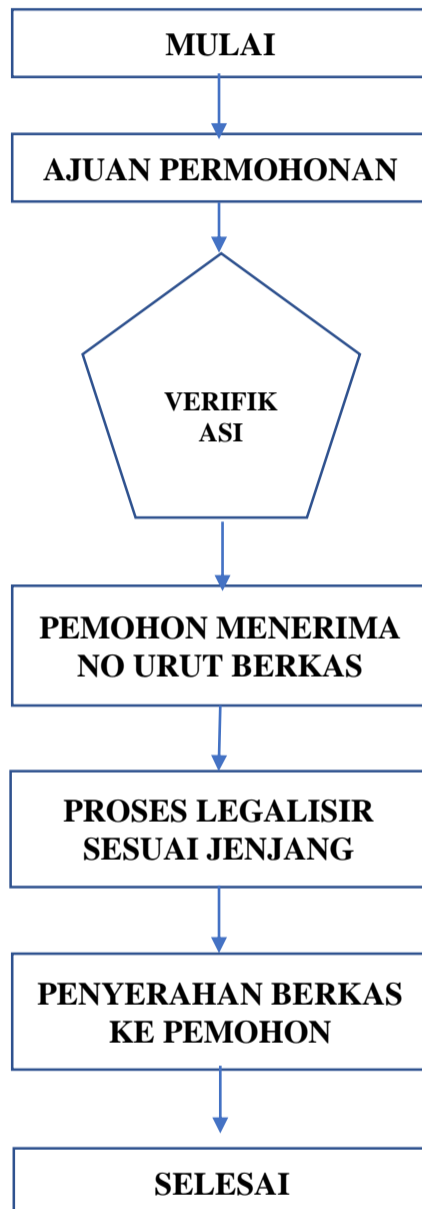 MULAI
AJUAN PERMOHONAN
VERIFIK
ASI
PEMOHON MENERIMA
NO URUT BERKAS
PROSES LEGALISIR
SESUAI JENJANG
PENYERAHAN BERKAS
KE PEMOHON
SELESAI